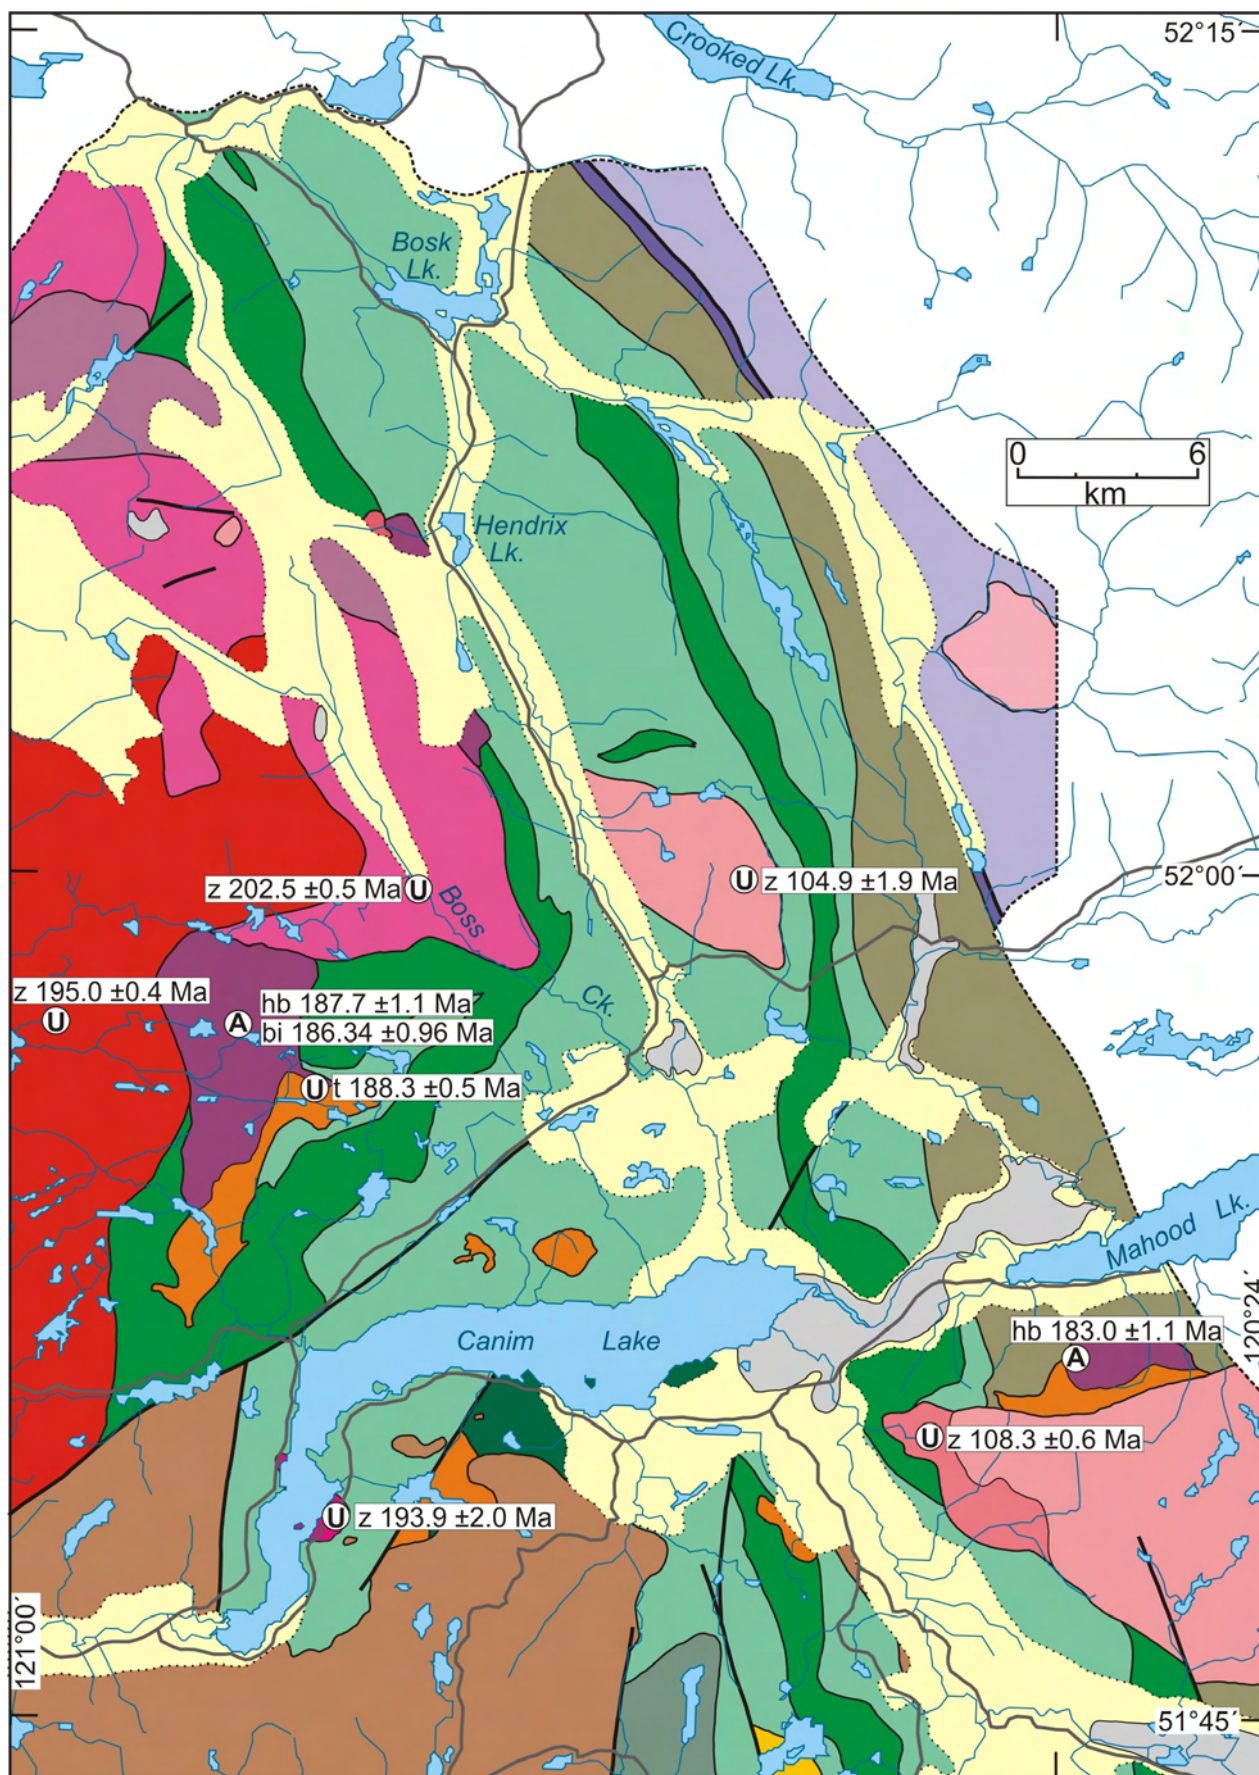 52°15´
Crooked Lk.
Bosk
Lk.
0 6
km
Hendrix
Lk.
z 202.5 ±0.5 Ma U
U z 104.9 ±1.9 Ma
52°00´
Boss
Ck.
z 195.0 ±0.4 Ma
U
hb 187.7 ±1.1 Ma
A
bi 186.34 ±0.96 Ma
U t 188.3 ±0.5 Ma
Mahood Lk.
120°24´
Canim Lake
hb 183.0 ±1.1 Ma
A
U z 108.3 ±0.6 Ma
U z 193.9 ±2.0 Ma
121°00´
51°45´